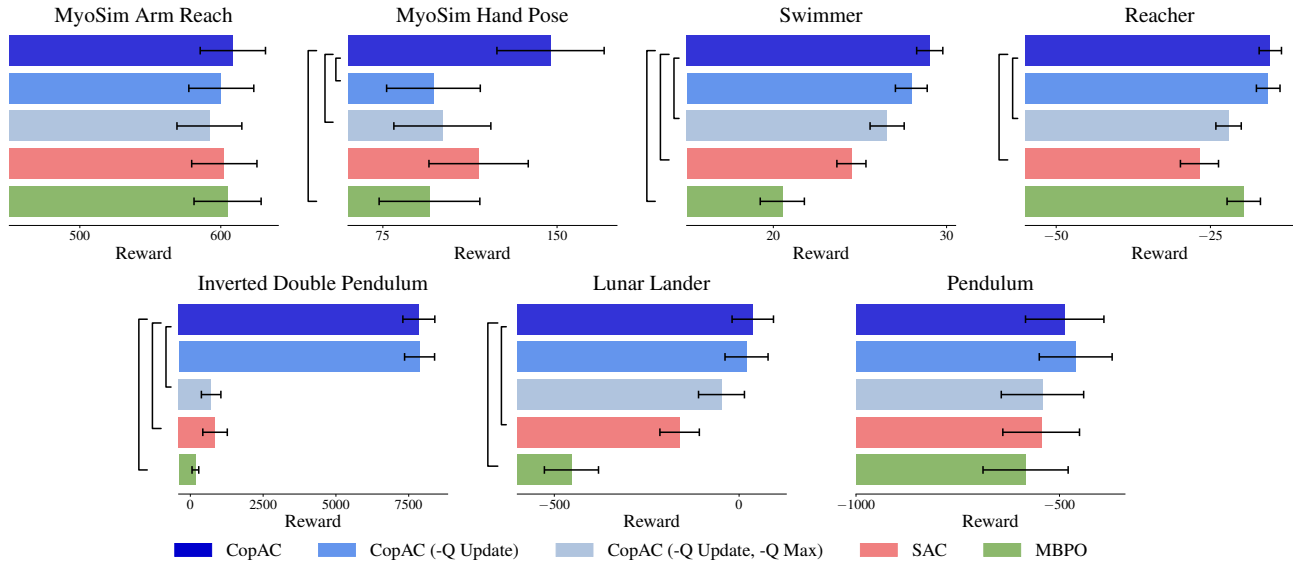 MyoSim Arm Reach
MyoSim Hand Pose
Swimmer
Reacher
500 600
75 150
20 30
−50 −25
Reward
Reward
Reward
Reward
Inverted Double Pendulum
Lunar Lander
Pendulum
0 2500 5000 7500
−500 0
−1000 −500
Reward
Reward
Reward
CopAC CopAC (-Q Update) CopAC (-Q Update, -Q Max) SAC MBPO